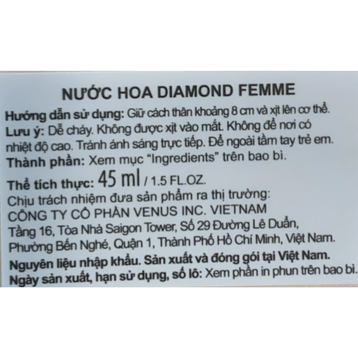 NƯỚC HOA DIAMOND FEMME
Hướng dẫn sử dụng: Giữ cách thân khoảng 8 cm và xịt lên cơ thể.
Lưu ý: Dễ cháy. Không được xịt vào mắt. Không để nơi có
nhiệt độ cao. Tránh ánh sáng trực tiếp. Để ngoài tầm tay trẻ em.
Thành phần: Xem mục "Ingredients" trên bao bì.
Thể tích thực: 45 ml / 1.5 FL.OZ.
Chịu trách nhiệm đưa sản phẩm ra thị trường:
CÔNG TY CỔ PHẦN VENUS INC. VIETNAM
Tầng 16, Tòa Nhà Saigon Tower, Số 29 Đường Lê Duẩn,
Phường Bến Nghé, Quận 1, Thành Phố Hồ Chí Minh, Việt Nam.
Nguyên liệu nhập khẩu. Sản xuất và đóng gói tại Việt Nam.
Ngày sản xuất, hạn sử dụng, số lô: Xem phần in phun trên bao bì.